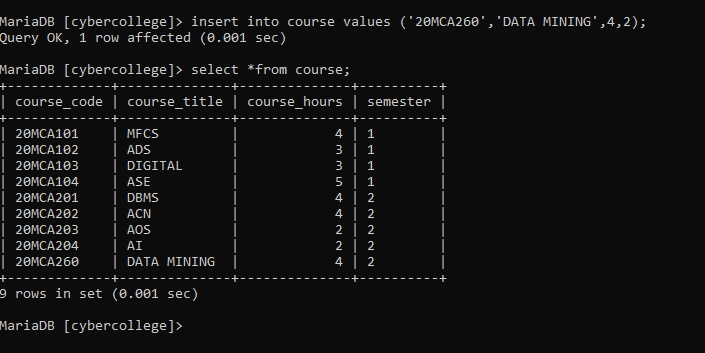 MariaDB [cybercollege]> insert into course values ('20MCA260','DATA MINING',4,2);
Query OK, 1 row affected (0.001 sec)
MariaDB [cybercollege]> select *from course;
+-------------+--------------+--------------+----------+
| course_code | course_title | course_hours | semester |
+-------------+--------------+--------------+----------+
| 20MCA101    | MFCS         |            4 | 1        |
| 20MCA102    | ADS          |            3 | 1        |
| 20MCA103    | DIGITAL      |            3 | 1        |
| 20MCA104    | ASE          |            5 | 1        |
| 20MCA201    | DBMS         |            4 | 2        |
| 20MCA202    | ACN          |            4 | 2        |
| 20MCA203    | AOS          |            2 | 2        |
| 20MCA204    | AI           |            2 | 2        |
| 20MCA260    | DATA MINING  |            4 | 2        |
+-------------+--------------+--------------+----------+
9 rows in set (0.001 sec)
MariaDB [cybercollege]>